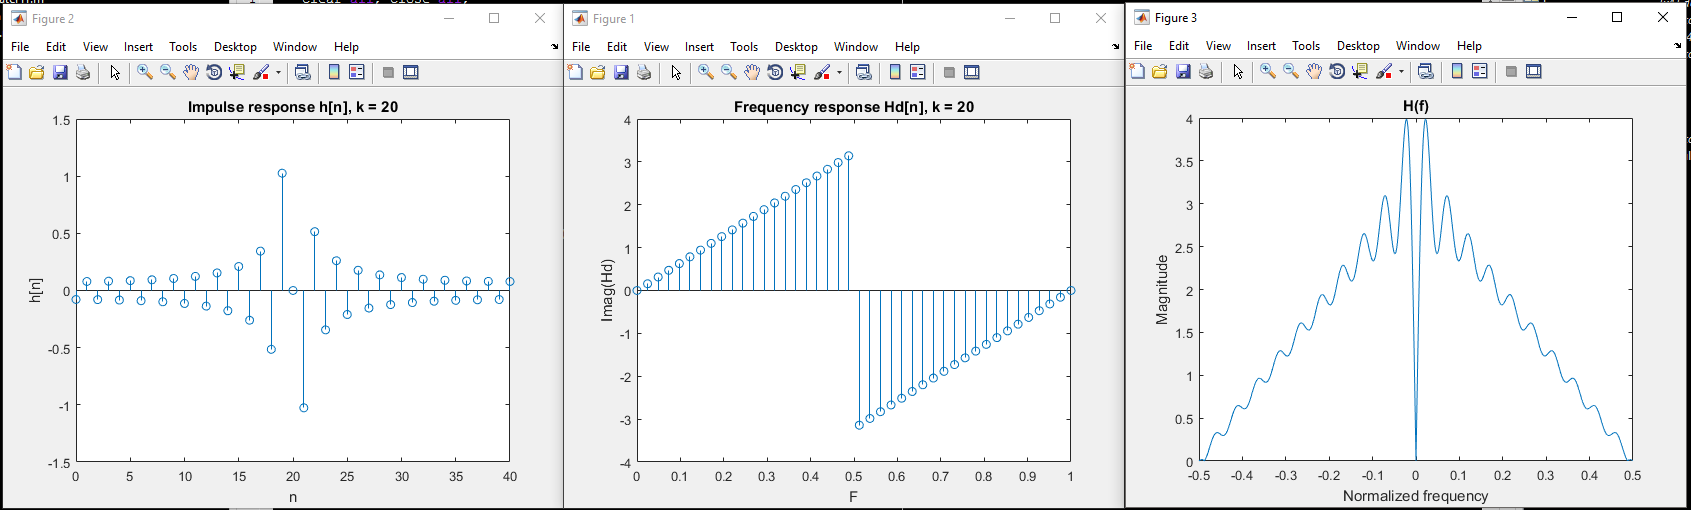 Clear all, Close all,
Figure 2
File Edit View Insert Tools Desktop Window Help
Impulse response h[n], k = 20
1.5
1
0.5
0
-0.5
-1
-1.5
h[n]
0 5 10 15 20 25 30 35 40
n
Figure 1
File Edit View Insert Tools Desktop Window Help
Frequency response Hd[n], k = 20
4
3
2
1
0
-1
-2
-3
-4
Imag(Hd)
0 0.1 0.2 0.3 0.4 0.5 0.6 0.7 0.8 0.9 1
F
Figure 3
File Edit View Insert Tools Desktop Window Help
H(f)
4
3.5
3
2.5
2
1.5
1
0.5
0
Magnitude
-0.5 -0.4 -0.3 -0.2 -0.1 0 0.1 0.2 0.3 0.4 0.5
Normalized frequency